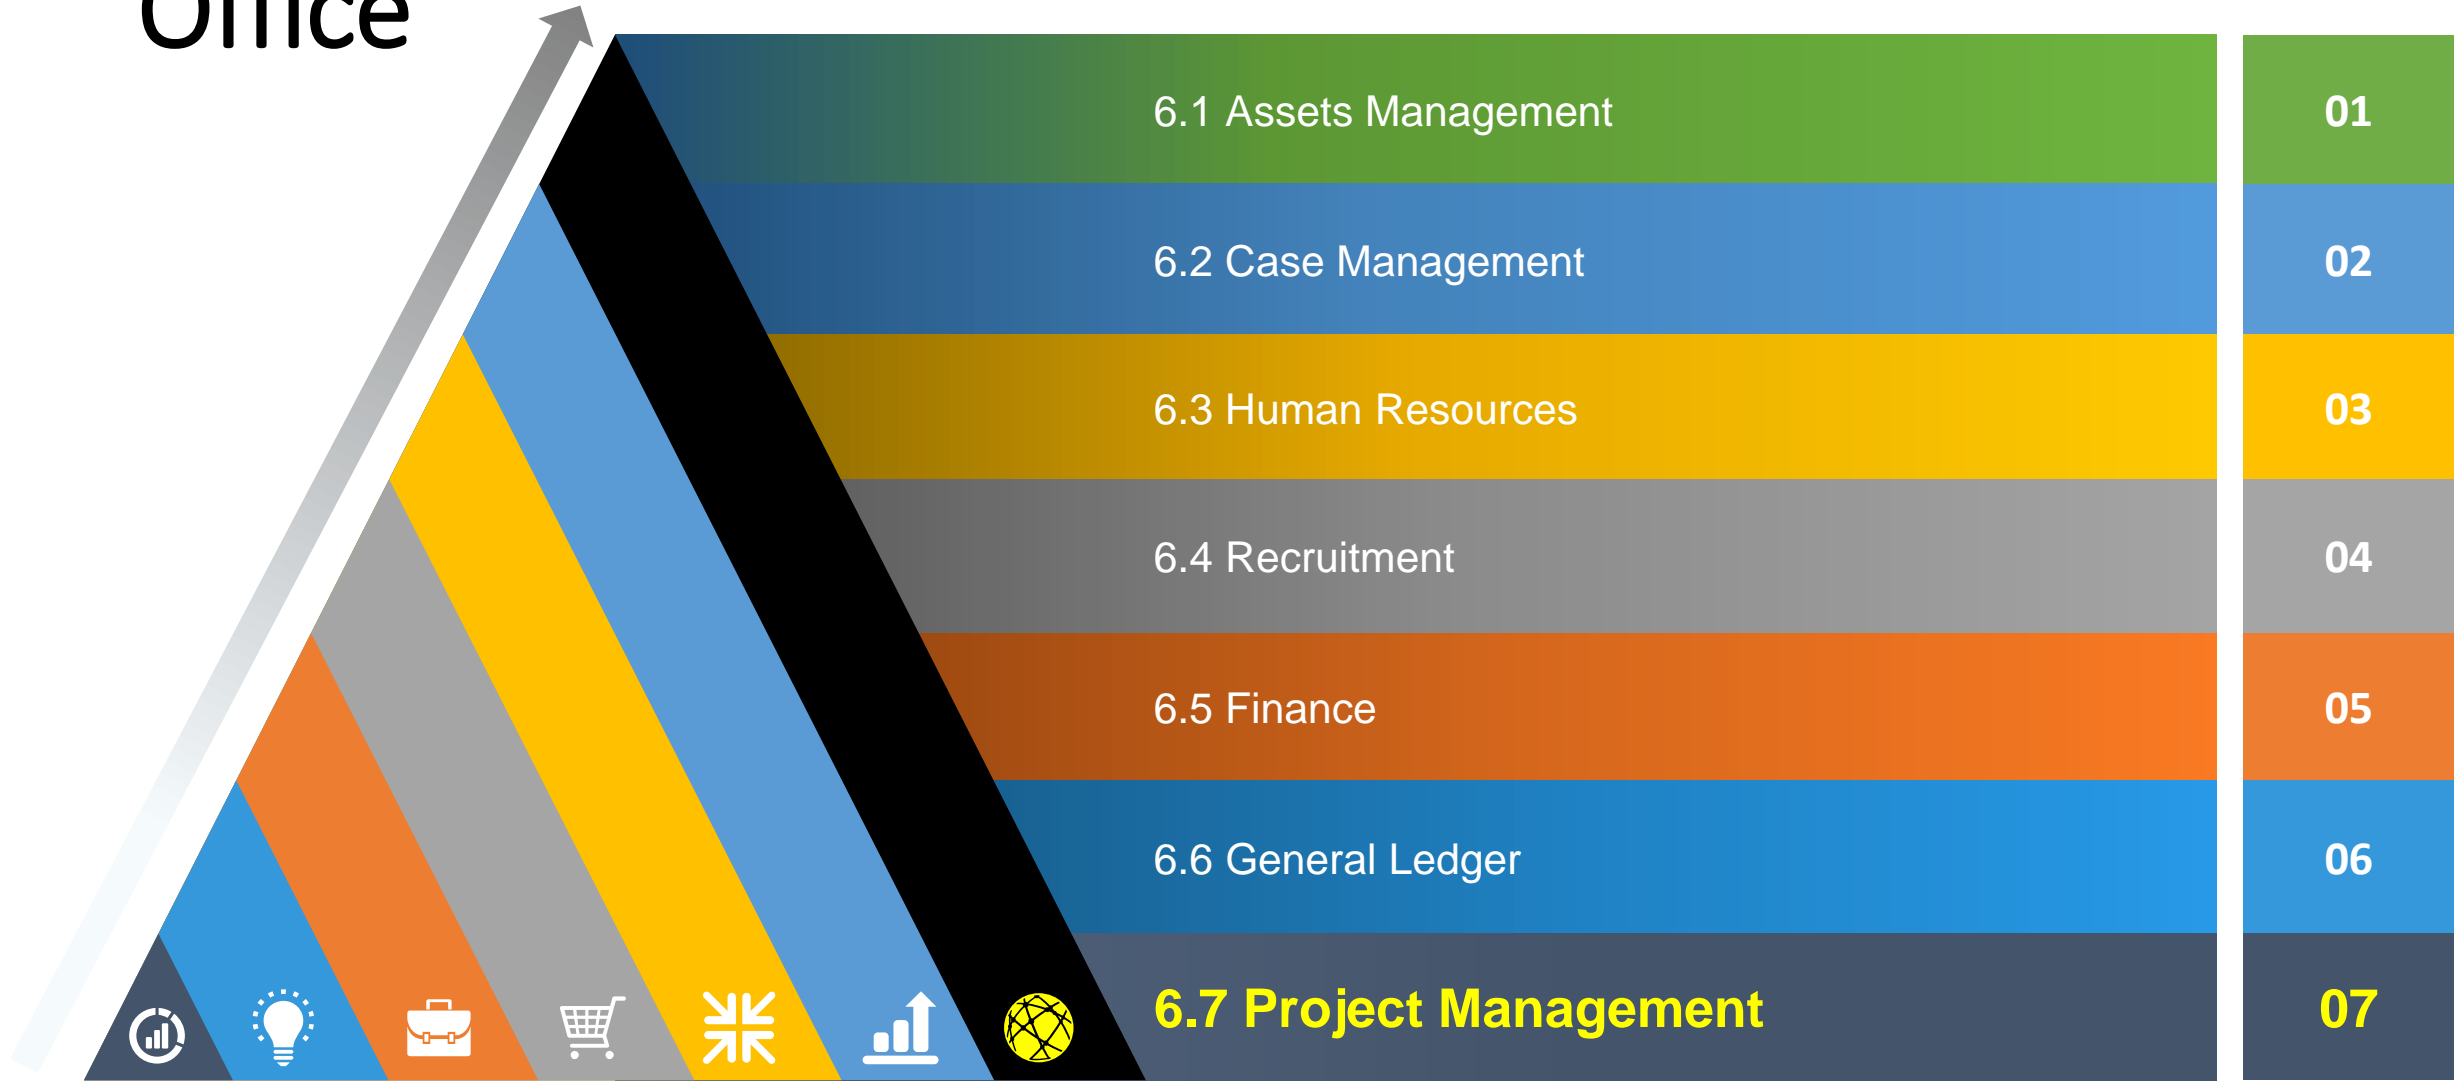 Office
6.1 Assets Management
01
6.2 Case Management
02
6.3 Human Resources
03
6.4 Recruitment
04
6.5 Finance
05
6.6 General Ledger
06
6.7 Project Management
07